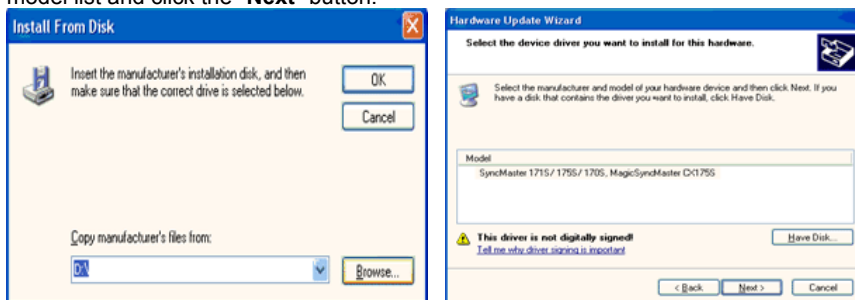 model list and click the "Next" button.
Install From Disk
Insert the manufacturer's installation disk, and then
make sure that the correct drive is selected below.
OK
Cancel
Copy manufacturer's files from:
D:\
Browse...
Hardware Update Wizard
Select the device driver you want to install for this hardware.
Select the manufacturer and model of your hardware device and then click Next. If you
have a disk that contains the driver you want to install, click Have Disk.
Model
SyncMaster 171S/ 175S/ 170S, MagicSyncMaster CX175S
This driver is not digitally signed!
Tell me why driver signing is important
Have Disk...
< Back
Next >
Cancel